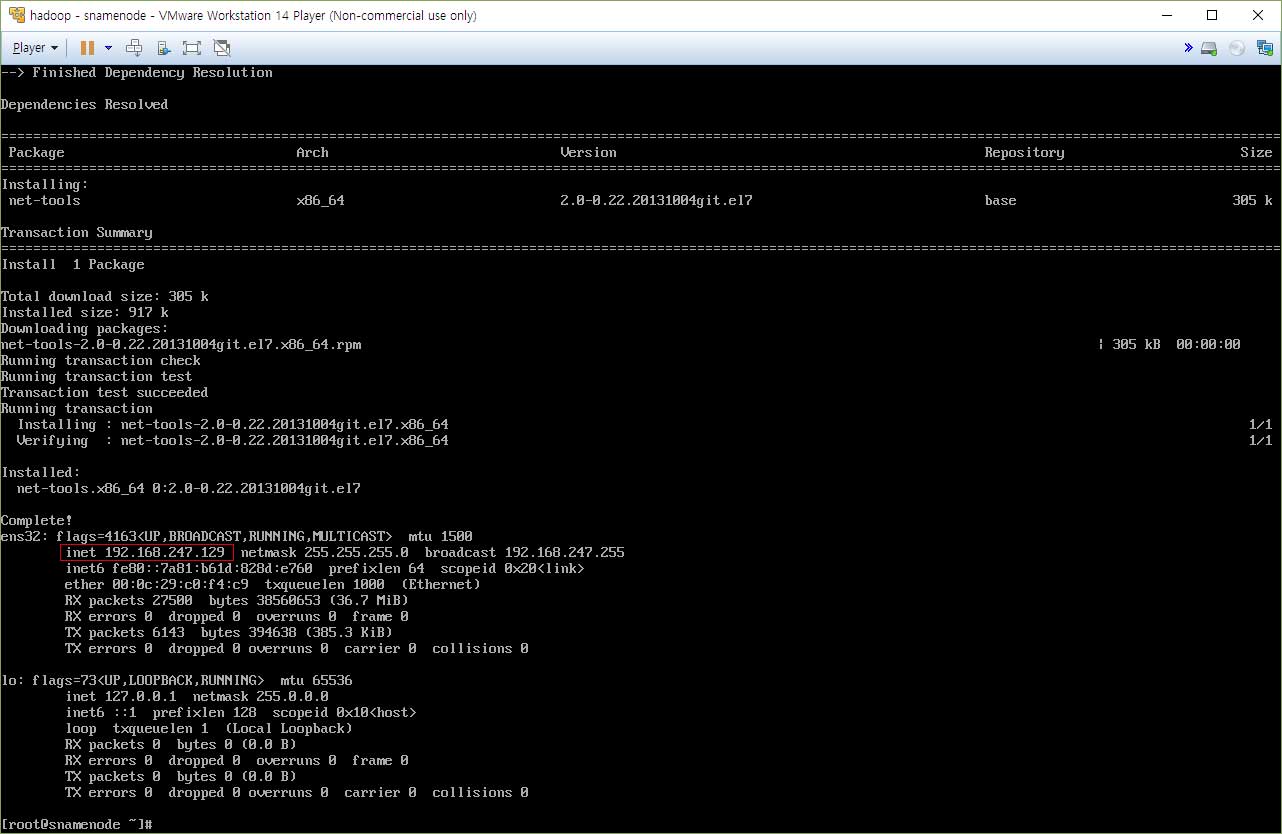 hadoop - snamenode - VMware Workstation 14 Player (Non-commercial use only)
Player
--> Finished Dependency Resolution
Dependencies Resolved
================================================================================
Package Arch Version Repository Size
================================================================================
Installing:
net-tools x86_64 2.0-0.22.20131004git.el7 base 305 k
Transaction Summary
================================================================================
Install  1 Package
Total download size: 305 k
Installed size: 917 k
Downloading packages:
net-tools-2.0-0.22.20131004git.el7.x86_64.rpm | 305 kB  00:00:00
Running transaction check
Running transaction test
Transaction test succeeded
Running transaction
  Installing : net-tools-2.0-0.22.20131004git.el7.x86_64 1/1
  Verifying  : net-tools-2.0-0.22.20131004git.el7.x86_64 1/1
Installed:
  net-tools.x86_64 0:2.0-0.22.20131004git.el7
Complete!
ens32: flags=4163<UP,BROADCAST,RUNNING,MULTICAST>  mtu 1500
        inet 192.168.247.129  netmask 255.255.255.0  broadcast 192.168.247.255
        inet6 fe80::7a81:b61d:828d:e760  prefixlen 64  scopeid 0x20<link>
        ether 00:0c:29:c0:f4:c9  txqueuelen 1000  (Ethernet)
        RX packets 27500  bytes 38560653 (36.7 MiB)
        RX errors 0  dropped 0  overruns 0  frame 0
        TX packets 6143  bytes 394638 (385.3 KiB)
        TX errors 0  dropped 0 overruns 0  carrier 0  collisions 0
lo: flags=73<UP,LOOPBACK,RUNNING>  mtu 65536
        inet 127.0.0.1  netmask 255.0.0.0
        inet6 ::1  prefixlen 128  scopeid 0x10<host>
        loop  txqueuelen 1  (Local Loopback)
        RX packets 0  bytes 0 (0.0 B)
        RX errors 0  dropped 0  overruns 0  frame 0
        TX packets 0  bytes 0 (0.0 B)
        TX errors 0  dropped 0 overruns 0  carrier 0  collisions 0
[root@snamenode ~]#